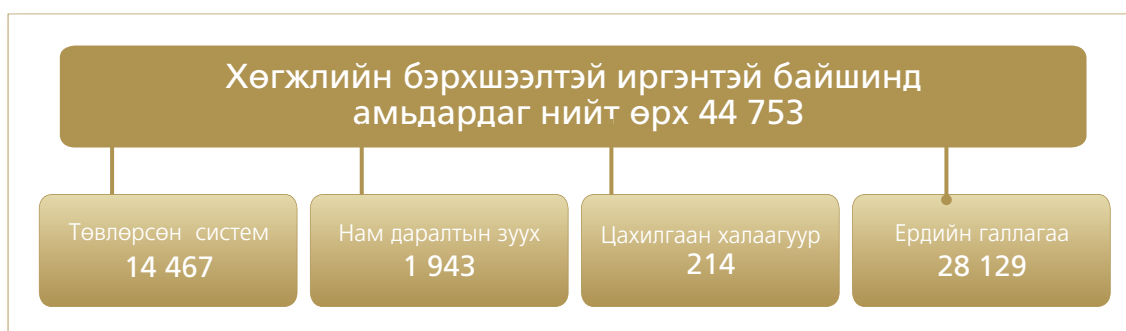 Хөгжлийн бэрхшээлтэй иргэнтэй байшинд
амьдардаг нийт өрх 44 753
Төвлөрсөн систем
14 467
Нам даралтын зуух
1 943
Цахилгаан халаагуур
214
Ердийн галлагаа
28 129